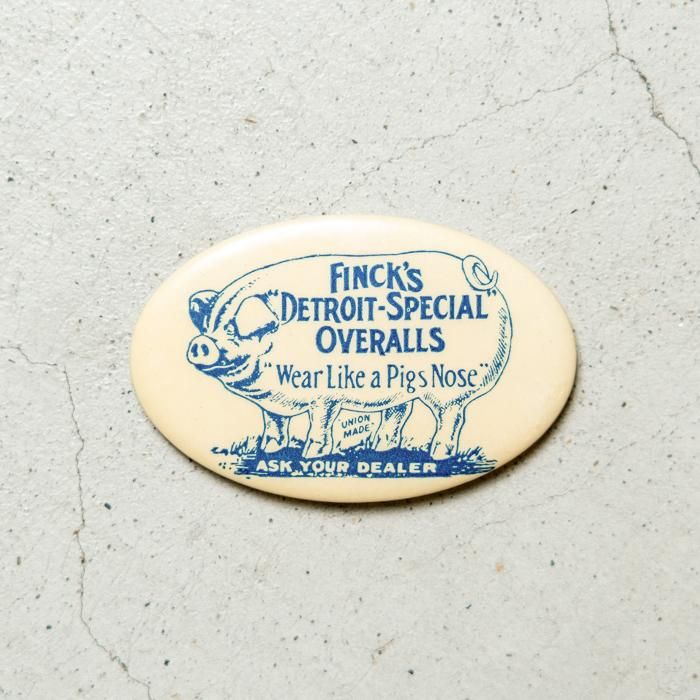 FINCK'S
"DETROIT-SPECIAL"
OVERALLS
"Wear Like a Pigs Nose"
UNION
MADE
ASK YOUR DEALER